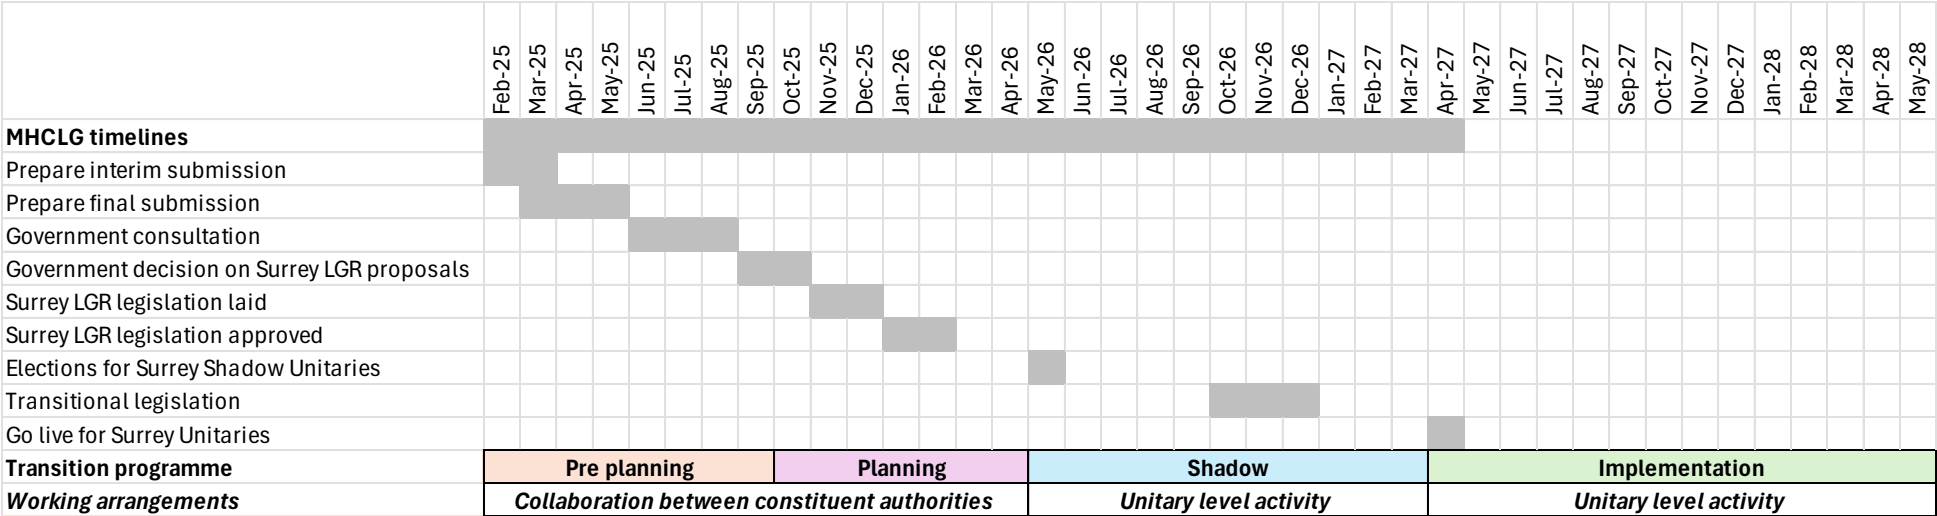 Feb-25 Mar-25 Apr-25 May-25 Jun-25 Jul-25 Aug-25 Sep-25 Oct-25 Nov-25 Dec-25 Jan-26 Feb-26 Mar-26 Apr-26 May-26 Jun-26 Jul-26 Aug-26 Sep-26 Oct-26 Nov-26 Dec-26 Jan-27 Feb-27 Mar-27 Apr-27 May-27 Jun-27 Jul-27 Aug-27 Sep-27 Oct-27 Nov-27 Dec-27 Jan-28 Feb-28 Mar-28 Apr-28 May-28
MHCLG timelines
Prepare interim submission
Prepare final submission
Government consultation
Government decision on Surrey LGR proposals
Surrey LGR legislation laid
Surrey LGR legislation approved
Elections for Surrey Shadow Unitaries
Transitional legislation
Go live for Surrey Unitaries
Transition programme Pre planning Planning Shadow Implementation
Working arrangements Collaboration between constituent authorities Unitary level activity Unitary level activity